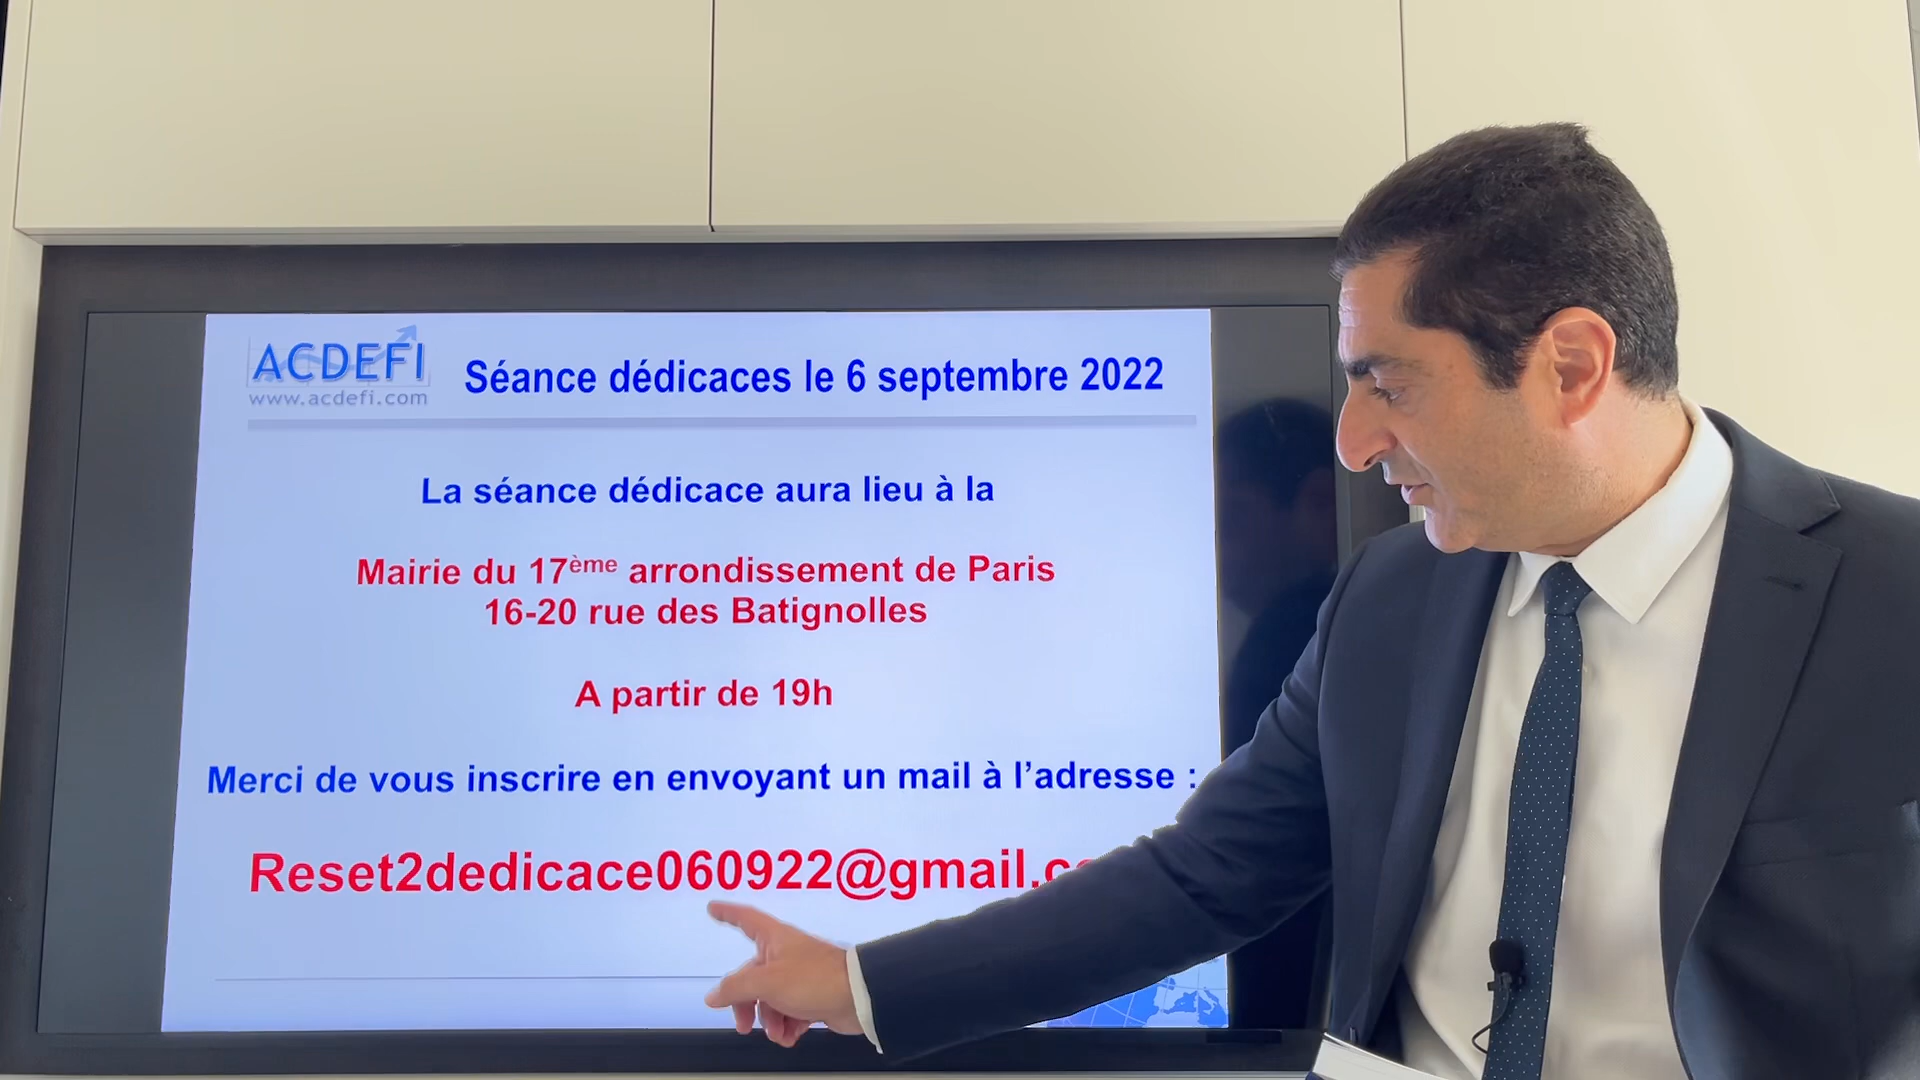 ACDEFI
www.acdefi.com
Séance dédicaces le 6 septembre 2022
La séance dédicace aura lieu à la
Mairie du 17ème arrondissement de Paris
16-20 rue des Batignolles
A partir de 19h
Merci de vous inscrire en envoyant un mail à l’adresse :
Reset2dedicace060922@gmail.c